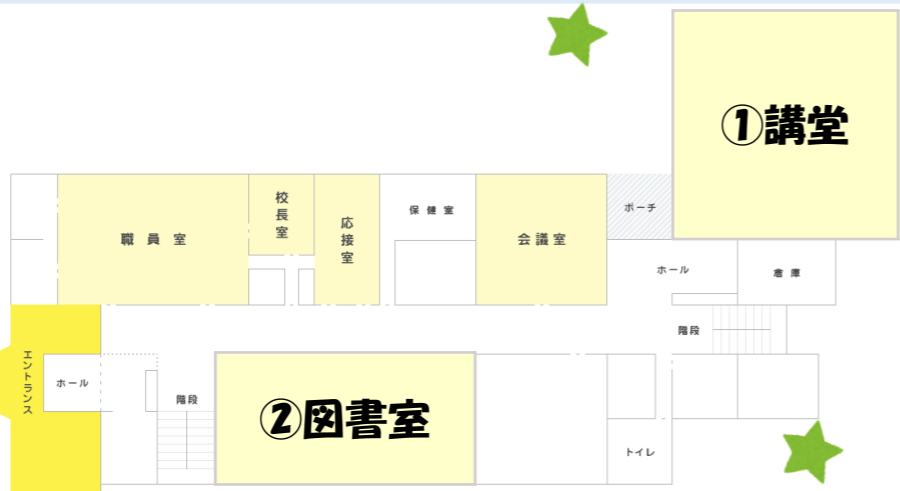 ①講堂
校長室
保健室
ポーチ
応接室
職員室
会議室
ホール
倉庫
階段
エントランス
ホール
階段
②図書室
トイレ